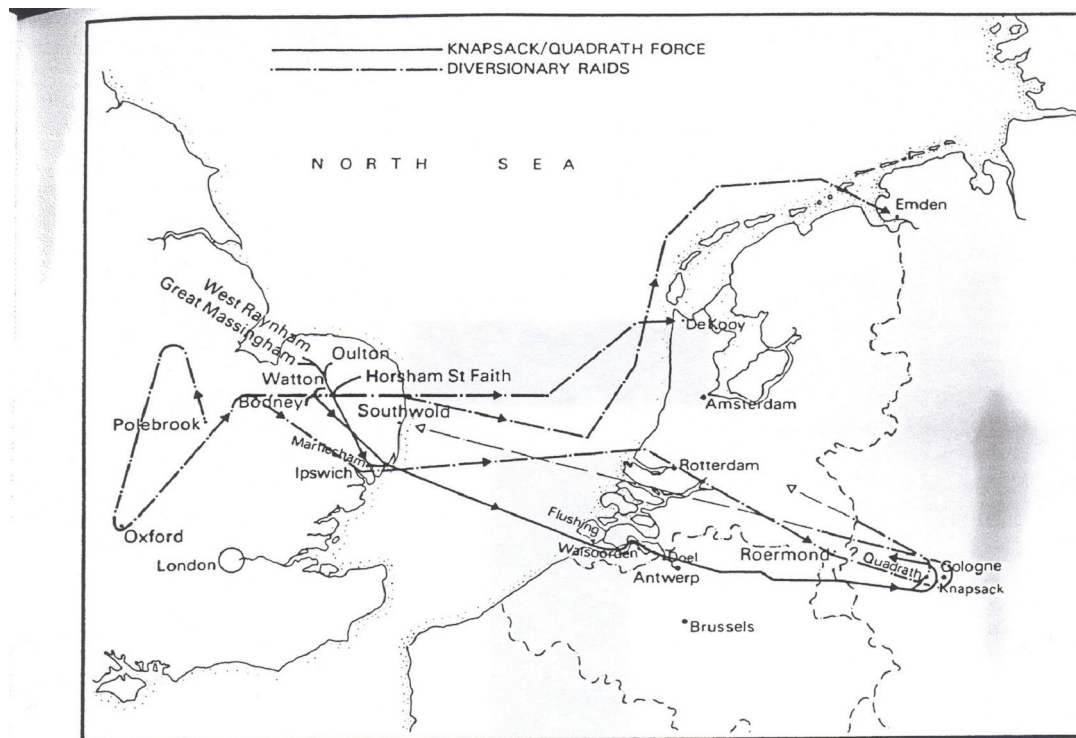 KNAPSACK/QUADRATH FORCE
DIVERSIONARY RAIDS
NORTH SEA
Emden
West Raynham
Great Massingham
De Kooy
Oulton
Watton
Horsham St Faith
Bodney
Southwold
Amsterdam
Polebrook
Martlesham
Ipswich
Rotterdam
Oxford
Flushing
London
Walsoorden
Doel
Roermond
Quadrath
Cologne
Antwerp
Knapsack
Brussels